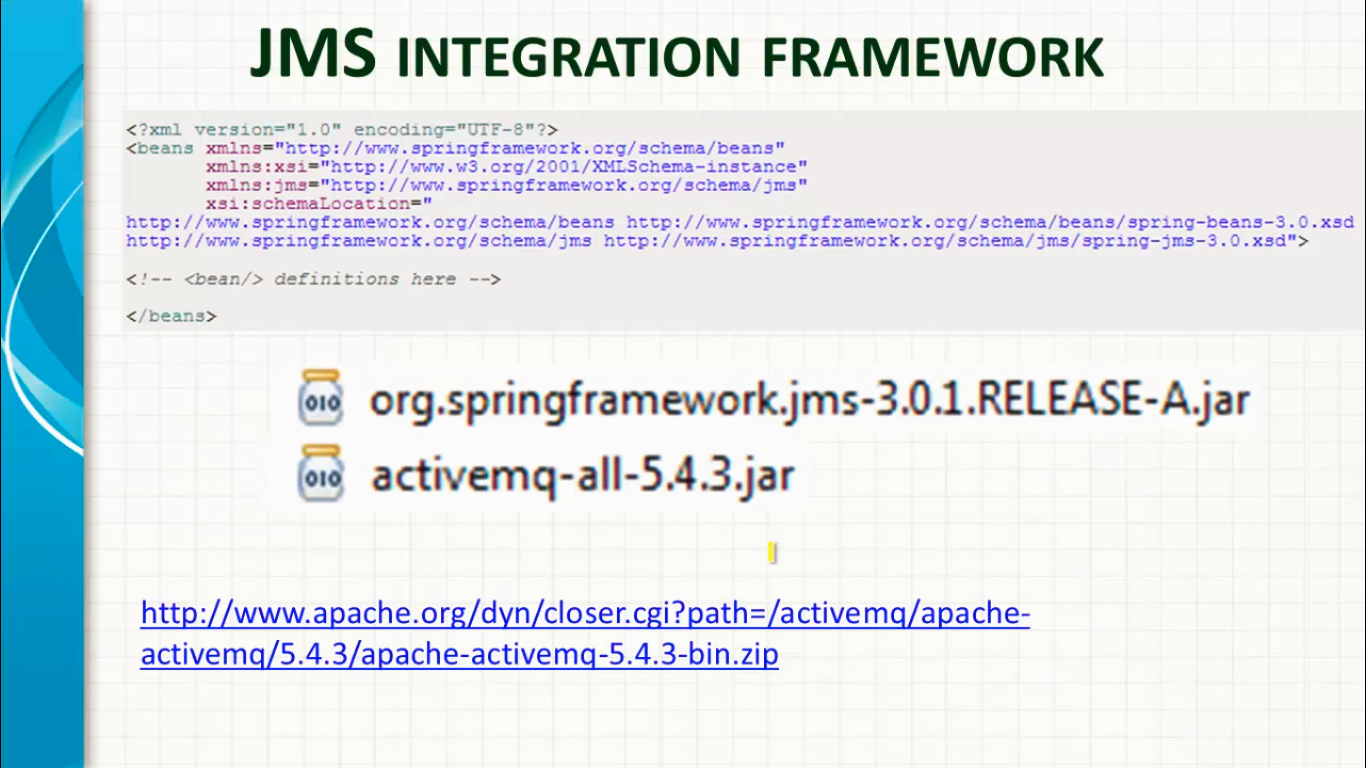 JMS INTEGRATION FRAMEWORK
<?xml version="1.0" encoding="UTF-8"?>
<beans xmlns="http://www.springframework.org/schema/beans"
xmlns:xsi="http://www.w3.org/2001/XMLSchema-instance"
xmlns:jms="http://www.springframework.org/schema/jms"
xsi:schemaLocation="
http://www.springframework.org/schema/beans http://www.springframework.org/schema/beans/spring-beans-3.0.xsd
http://www.springframework.org/schema/jms http://www.springframework.org/schema/jms/spring-jms-3.0.xsd">
<!-- <bean/> definitions here -->
</beans>
010 org.springframework.jms-3.0.1.RELEASE-A.jar
010 activemq-all-5.4.3.jar
http://www.apache.org/dyn/closer.cgi?path=/activemq/apache-
activemq/5.4.3/apache-activemq-5.4.3-bin.zip